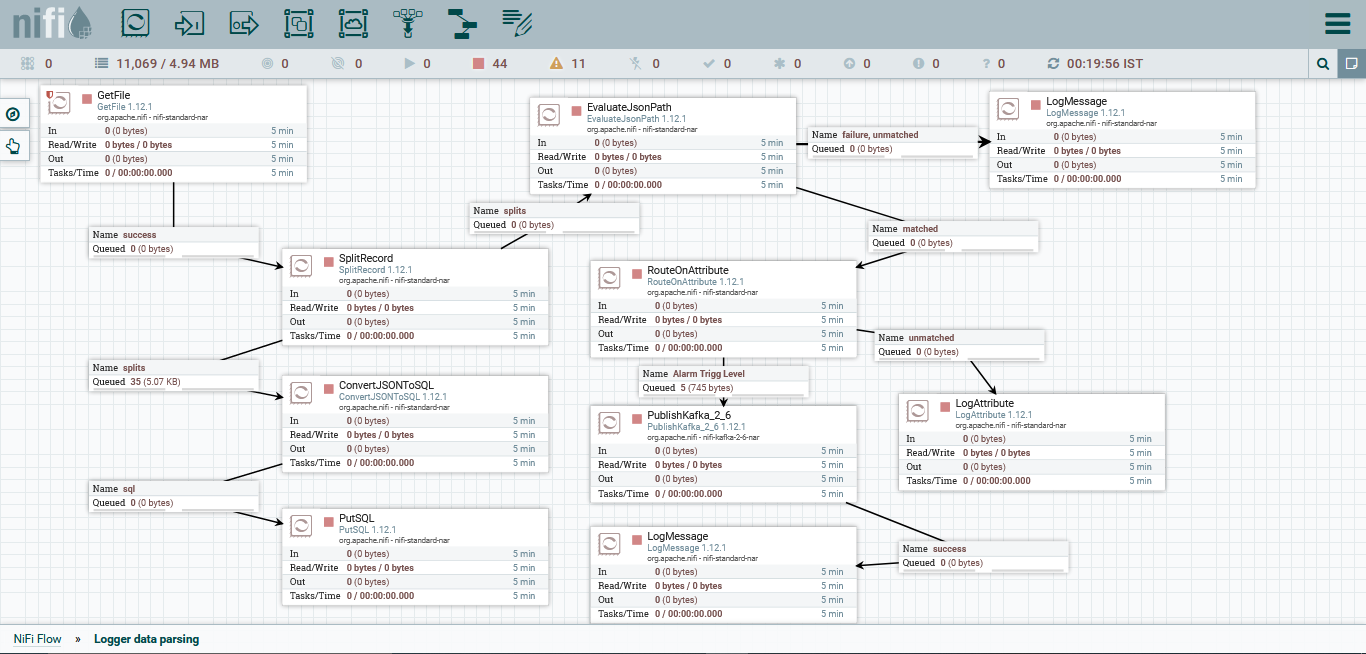 nifi
0 11,069 / 4.94 MB 0 0 0 44 11 0 0 0 0 0 ? 0 00:19:56 IST
GetFile
GetFile 1.12.1
org.apache.nifi - nifi-standard-nar
In 0 (0 bytes) 5 min
Read/Write 0 bytes / 0 bytes 5 min
Out 0 (0 bytes) 5 min
Tasks/Time 0 / 00:00:00.000 5 min
EvaluateJsonPath
EvaluateJsonPath 1.12.1
org.apache.nifi - nifi-standard-nar
In 0 (0 bytes) 5 min
Read/Write 0 bytes / 0 bytes 5 min
Out 0 (0 bytes) 5 min
Tasks/Time 0 / 00:00:00.000 5 min
Name failure, unmatched
Queued 0 (0 bytes)
LogMessage
LogMessage 1.12.1
org.apache.nifi - nifi-standard-nar
In 0 (0 bytes) 5 min
Read/Write 0 bytes / 0 bytes 5 min
Out 0 (0 bytes) 5 min
Tasks/Time 0 / 00:00:00.000 5 min
Name splits
Queued 0 (0 bytes)
Name success
Queued 0 (0 bytes)
Name matched
Queued 0 (0 bytes)
SplitRecord
SplitRecord 1.12.1
org.apache.nifi - nifi-standard-nar
In 0 (0 bytes) 5 min
Read/Write 0 bytes / 0 bytes 5 min
Out 0 (0 bytes) 5 min
Tasks/Time 0 / 00:00:00.000 5 min
RouteOnAttribute
RouteOnAttribute 1.12.1
org.apache.nifi - nifi-standard-nar
In 0 (0 bytes) 5 min
Read/Write 0 bytes / 0 bytes 5 min
Out 0 (0 bytes) 5 min
Tasks/Time 0 / 00:00:00.000 5 min
Name unmatched
Queued 0 (0 bytes)
Name splits
Queued 35 (5.07 KB)
Name Alarm Trigg Level
Queued 5 (745 bytes)
ConvertJSONToSQL
ConvertJSONToSQL 1.12.1
org.apache.nifi - nifi-standard-nar
In 0 (0 bytes) 5 min
Read/Write 0 bytes / 0 bytes 5 min
Out 0 (0 bytes) 5 min
Tasks/Time 0 / 00:00:00.000 5 min
PublishKafka_2_6
PublishKafka_2_6 1.12.1
org.apache.nifi - nifi-kafka-2-6-nar
In 0 (0 bytes) 5 min
Read/Write 0 bytes / 0 bytes 5 min
Out 0 (0 bytes) 5 min
Tasks/Time 0 / 00:00:00.000 5 min
LogAttribute
LogAttribute 1.12.1
org.apache.nifi - nifi-standard-nar
In 0 (0 bytes) 5 min
Read/Write 0 bytes / 0 bytes 5 min
Out 0 (0 bytes) 5 min
Tasks/Time 0 / 00:00:00.000 5 min
Name sql
Queued 0 (0 bytes)
PutSQL
PutSQL 1.12.1
org.apache.nifi - nifi-standard-nar
In 0 (0 bytes) 5 min
Read/Write 0 bytes / 0 bytes 5 min
Out 0 (0 bytes) 5 min
Tasks/Time 0 / 00:00:00.000 5 min
LogMessage
LogMessage 1.12.1
org.apache.nifi - nifi-standard-nar
In 0 (0 bytes) 5 min
Read/Write 0 bytes / 0 bytes 5 min
Out 0 (0 bytes) 5 min
Tasks/Time 0 / 00:00:00.000 5 min
Name success
Queued 0 (0 bytes)
NiFi Flow » Logger data parsing